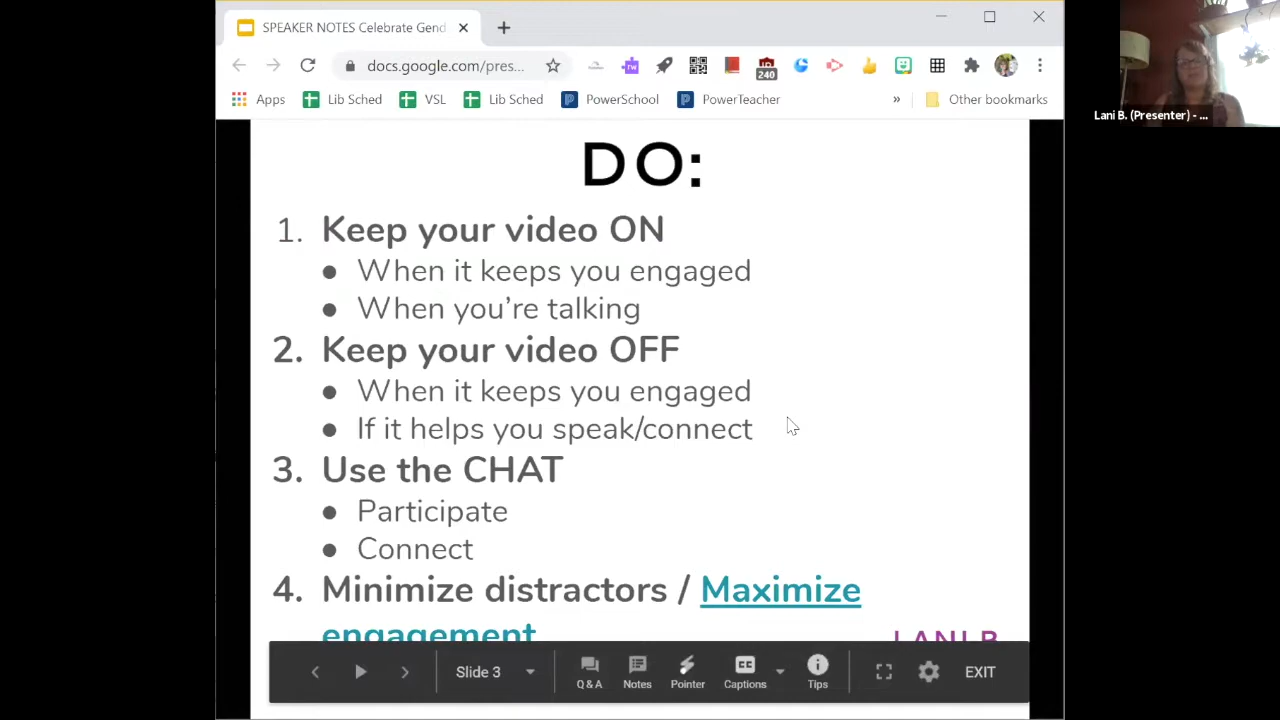 SPEAKER NOTES Celebrate Gend
docs.google.com/pres...
240
Apps
Lib Sched
VSL
Lib Sched
PowerSchool
PowerTeacher
»
Other bookmarks
Lani B. (Presenter) - ...
DO:
1. Keep your video ON
● When it keeps you engaged
● When you're talking
2. Keep your video OFF
● When it keeps you engaged
● If it helps you speak/connect
3. Use the CHAT
● Participate
● Connect
4. Minimize distractors / Maximize
engagement
LANI B
Slide 3
Q & A
Notes
Pointer
CC
Captions
Tips
EXIT